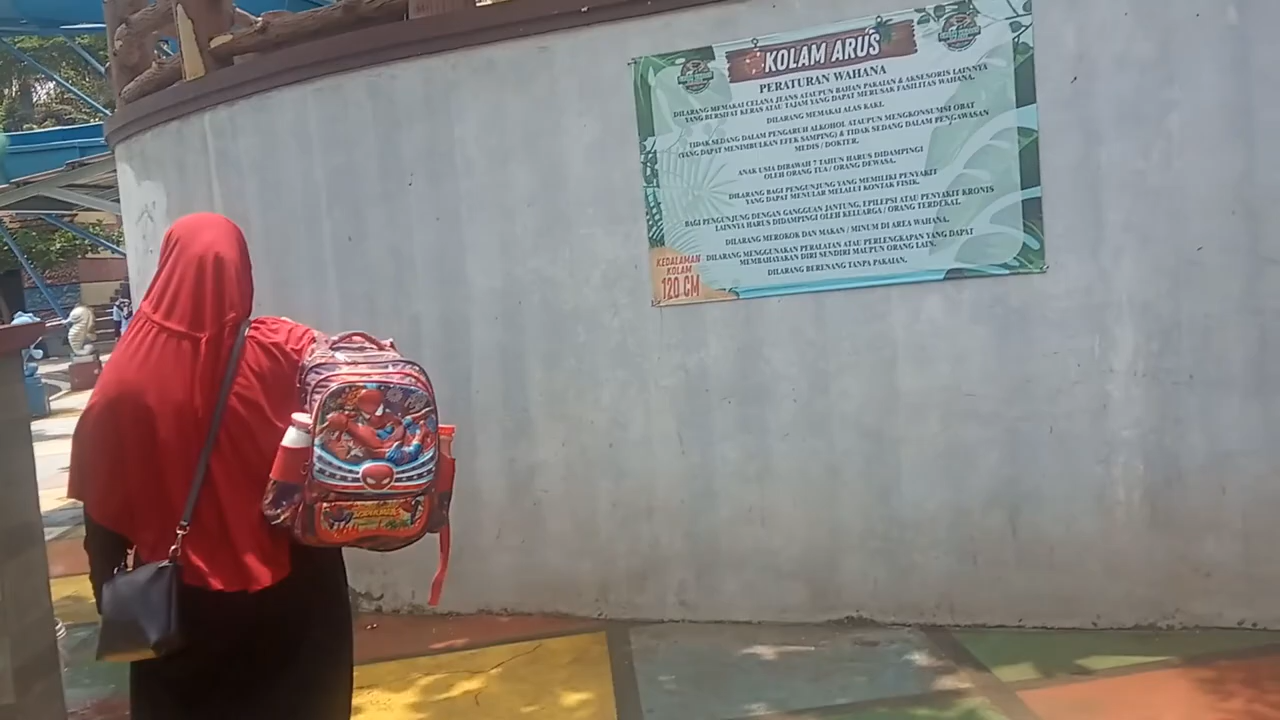 KOLAM ARUS
PERATURAN WAHANA
DILARANG MEMAKAI CELANA JEANS ATAUPUN BAHAN PAKAIAN & AKSESORIS LAINNYA
YANG BERSIFAT KERAS ATAU TAJAM YANG DAPAT MERUSAK FASILITAS WAHANA.
DILARANG MEMAKAI ALAS KAKI.
TIDAK SEDANG DALAM PENGARUH ALKOHOL ATAUPUN MENGKONSUMSI OBAT
(YANG DAPAT MENIMBULKAN EFEK SAMPING) & TIDAK SEDANG DALAM PENGAWASAN
MEDIS / DOKTER.
ANAK USIA DIBAWAH 7 TAHUN HARUS DIDAMPINGI
OLEH ORANG TUA / ORANG DEWASA.
DILARANG BAGI PENGUNJUNG YANG MEMILIKI PENYAKIT
YANG DAPAT MENULAR MELALUI KONTAK FISIK.
BAGI PENGUNJUNG DENGAN GANGGUAN JANTUNG, EPILEPSI ATAU PENYAKIT KRONIS
LAINNYA HARUS DIDAMPINGI OLEH KELUARGA / ORANG TERDEKAT.
DILARANG MEROKOK DAN MAKAN / MINUM DI AREA WAHANA.
DILARANG MENGGUNAKAN PERALATAN ATAU PERLENGKAPAN YANG DAPAT
MEMBAHAYAKAN DIRI SENDIRI MAUPUN ORANG LAIN.
DILARANG BERENANG TANPA PAKAIAN.
KEDALAMAN
KOLAM
120 CM